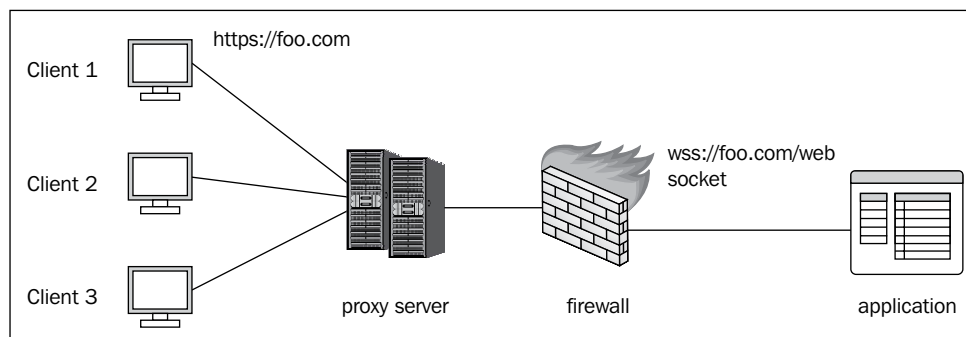 https://foo.com
Client 1
Client 2
Client 3
wss://foo.com/web
socket
proxy server
firewall
application